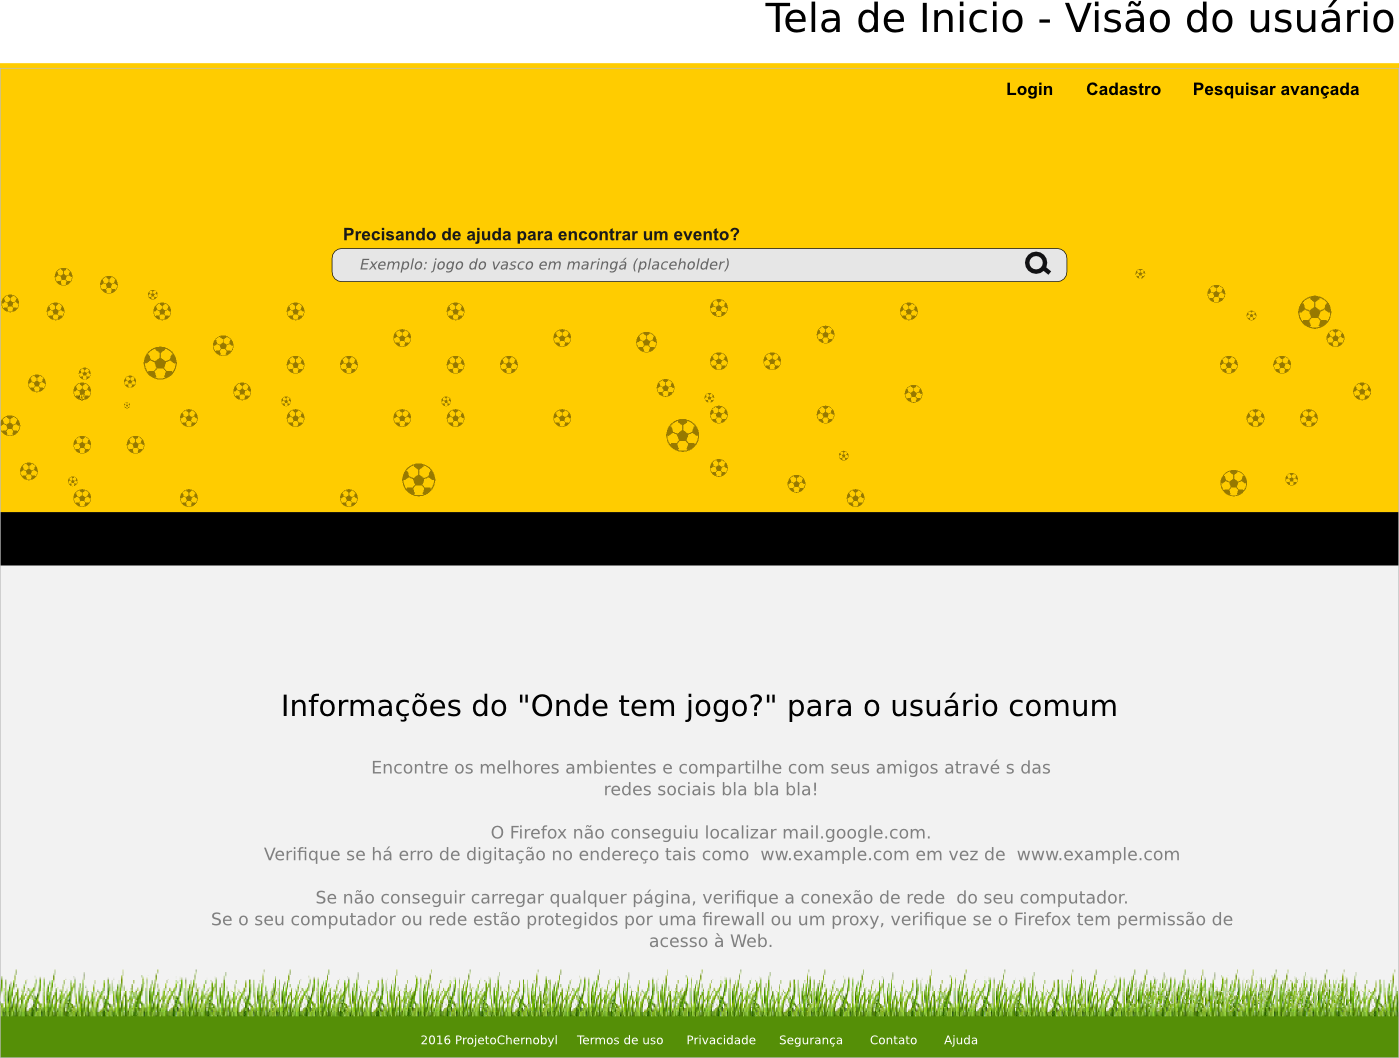 Tela de Inicio - Visão do usuário
Login Cadastro Pesquisar avançada
Precisando de ajuda para encontrar um evento?
Exemplo: jogo do vasco em maringá (placeholder)
Informações do "Onde tem jogo?" para o usuário comum
Encontre os melhores ambientes e compartilhe com seus amigos atravé s das
redes sociais bla bla bla!
O Firefox não conseguiu localizar mail.google.com.
Verifique se há erro de digitação no endereço tais como  ww.example.com em vez de  www.example.com
Se não conseguir carregar qualquer página, verifique a conexão de rede  do seu computador.
Se o seu computador ou rede estão protegidos por uma firewall ou um proxy, verifique se o Firefox tem permissão de
acesso à Web.
2016 ProjetoChernobyl Termos de uso Privacidade Segurança Contato Ajuda